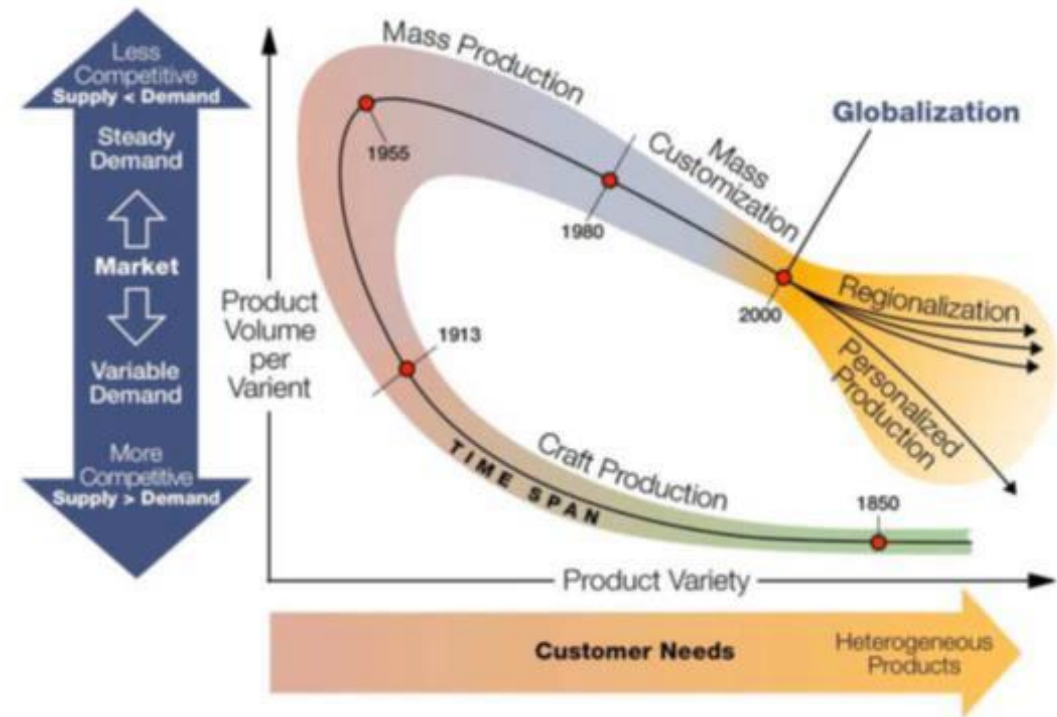 Less
Competitive
Supply < Demand
Steady
Demand
Market
Variable
Demand
More
Competitive
Supply > Demand
Product
Volume
per
Varient
Mass Production
Mass
Customization
Globalization
1955
1980
2000
1913
Regionalization
Personalized
Production
Craft Production
TIME SPAN
1850
Product Variety
Customer Needs
Heterogeneous
Products